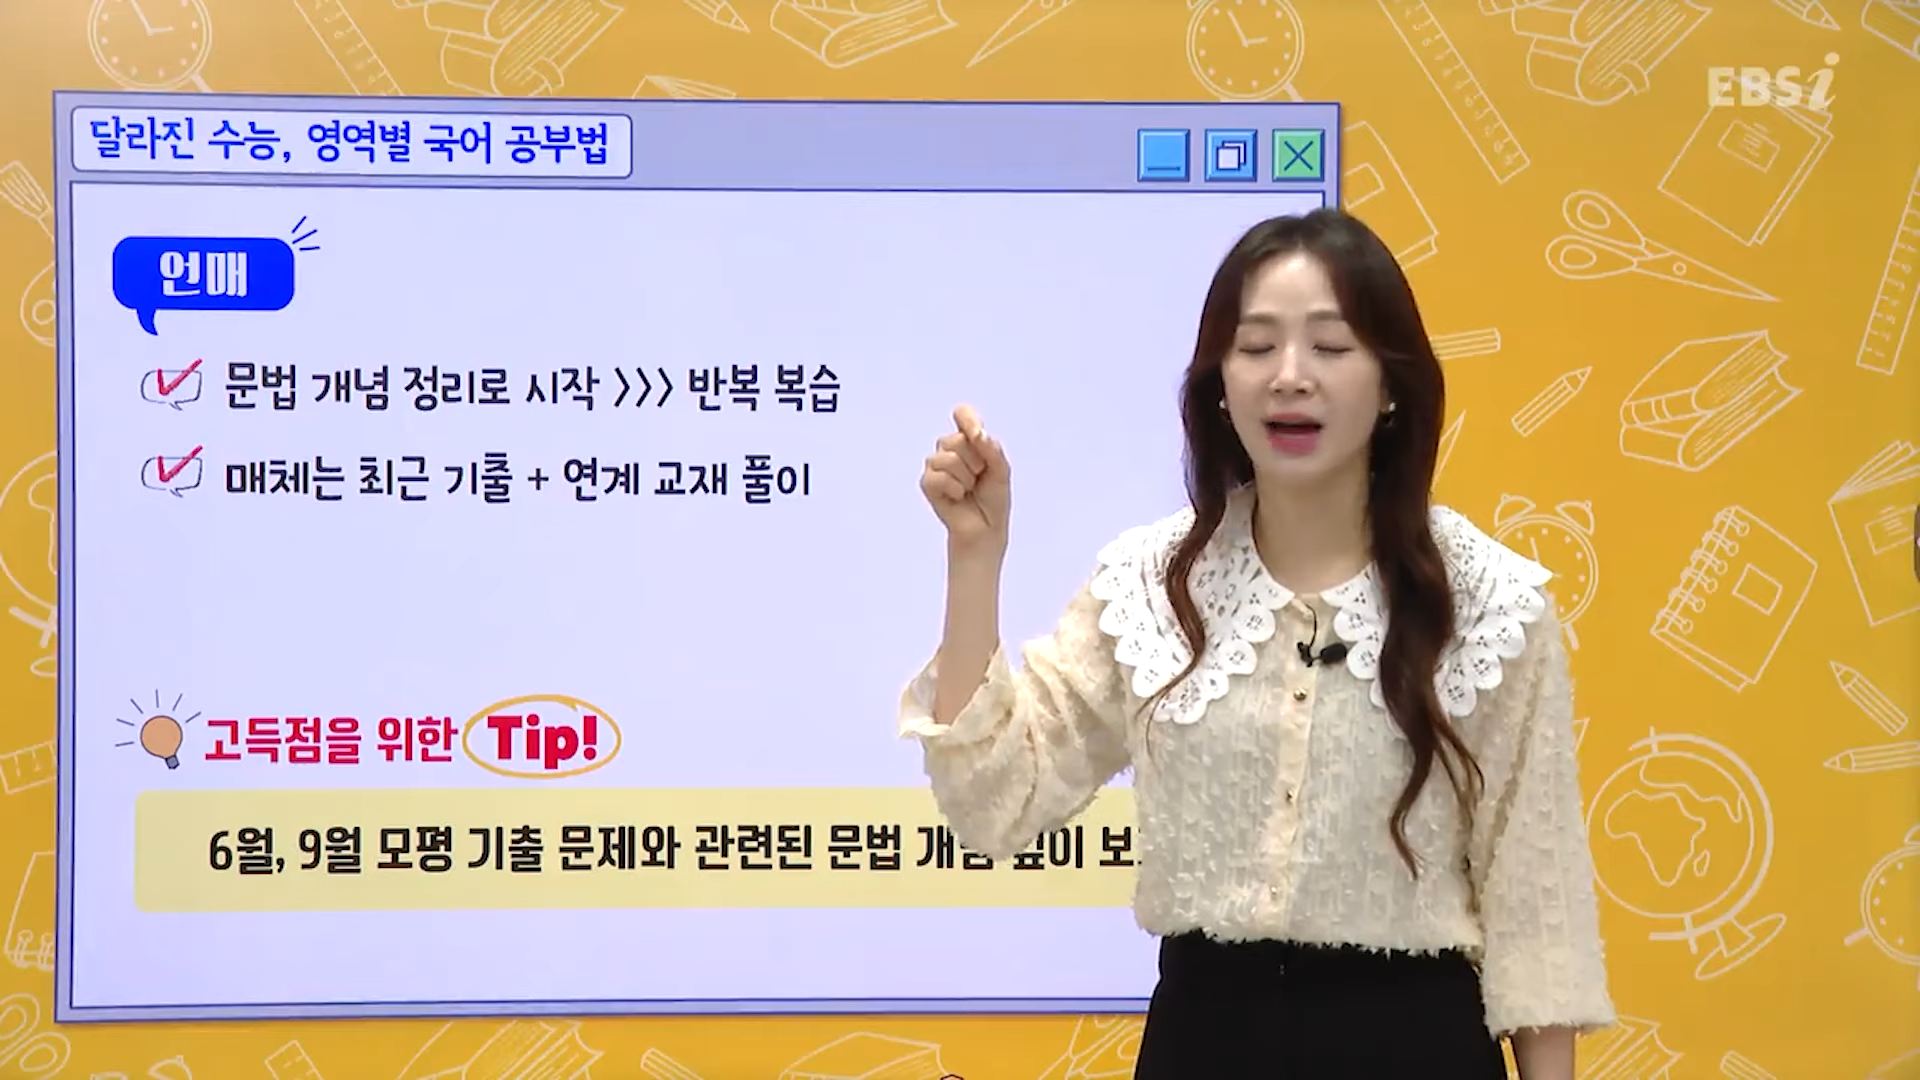 EBSi
달라진 수능, 영역별 국어 공부법
언매
문법 개념 정리로 시작 >>> 반복 복습
매체는 최근 기출 + 연계 교재 풀이
고득점을 위한 Tip!
6월, 9월 모평 기출 문제와 관련된 문법